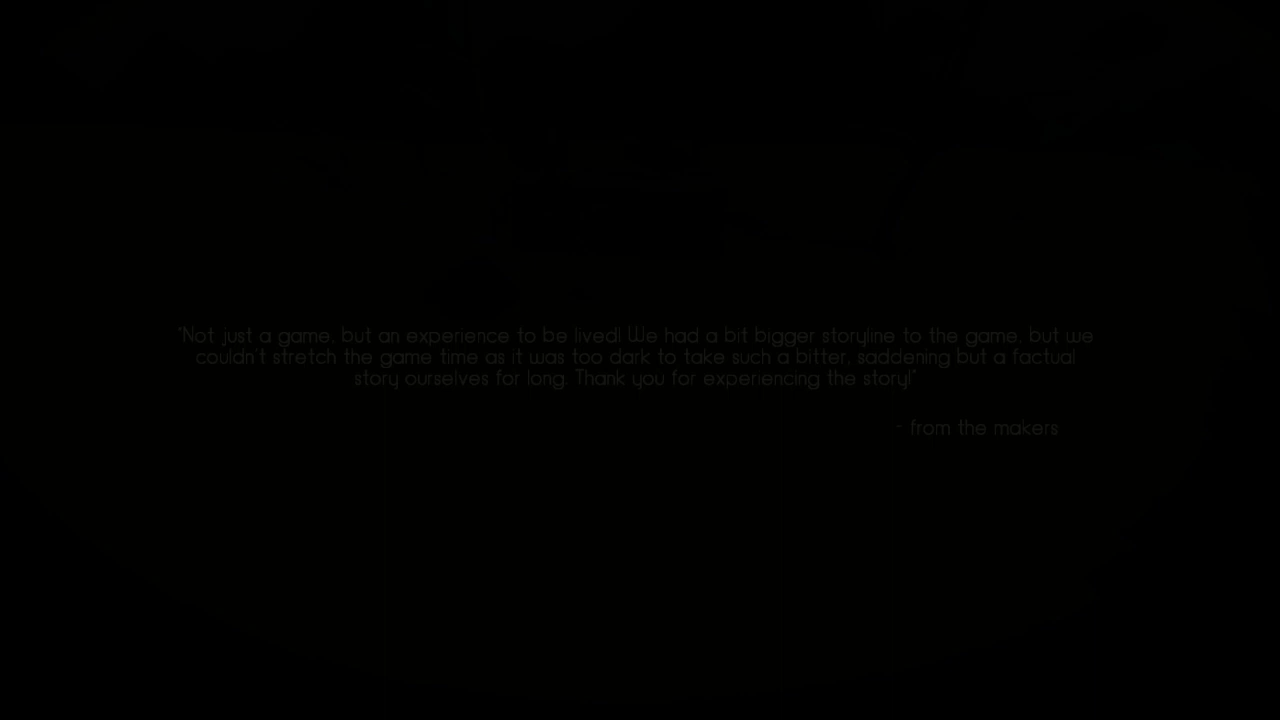 "Not just a game, but an experience to be lived! We had a bit bigger storyline to the game, but we
couldn't stretch the game time as it was too dark to take such a bitter, saddening but a factual
story ourselves for long. Thank you for experiencing the story!"
- from the makers